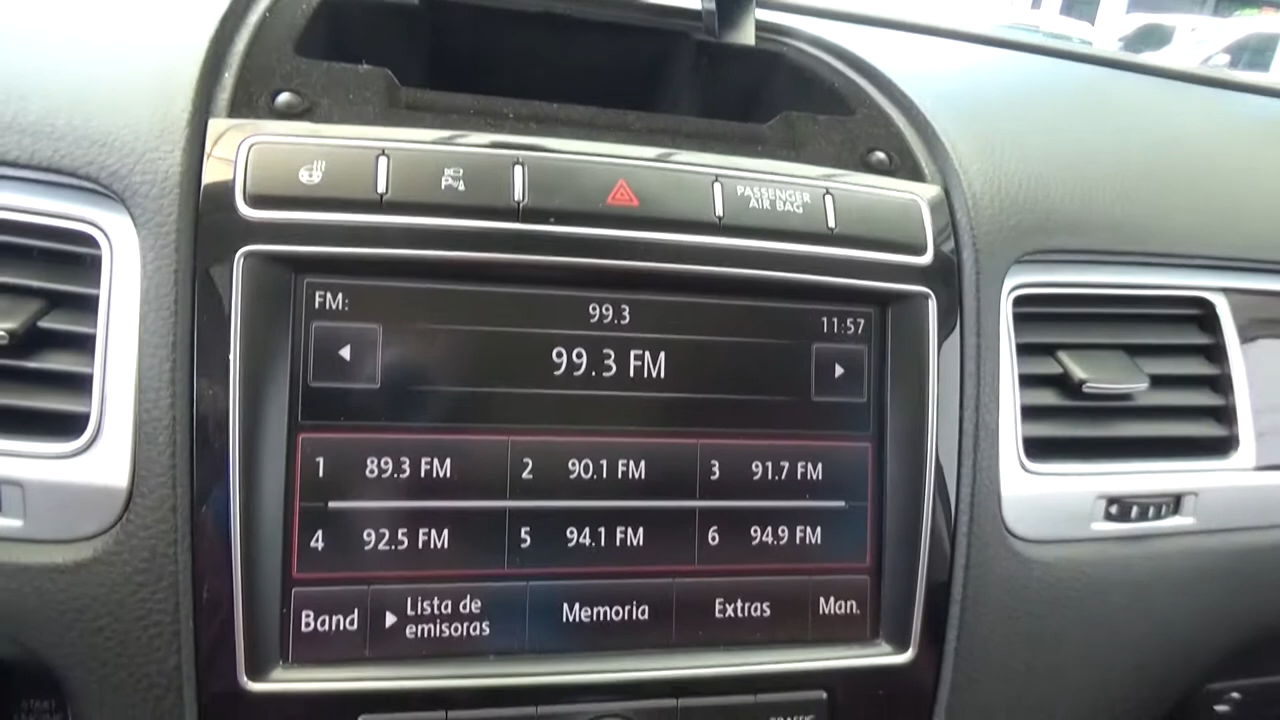 PASSENGER
AIR BAG
FM:
99.3
11:57
99.3 FM
1 89.3 FM
2 90.1 FM
3 91.7 FM
4 92.5 FM
5 94.1 FM
6 94.9 FM
Band
Lista de
emisoras
Memoria
Extras
Man.